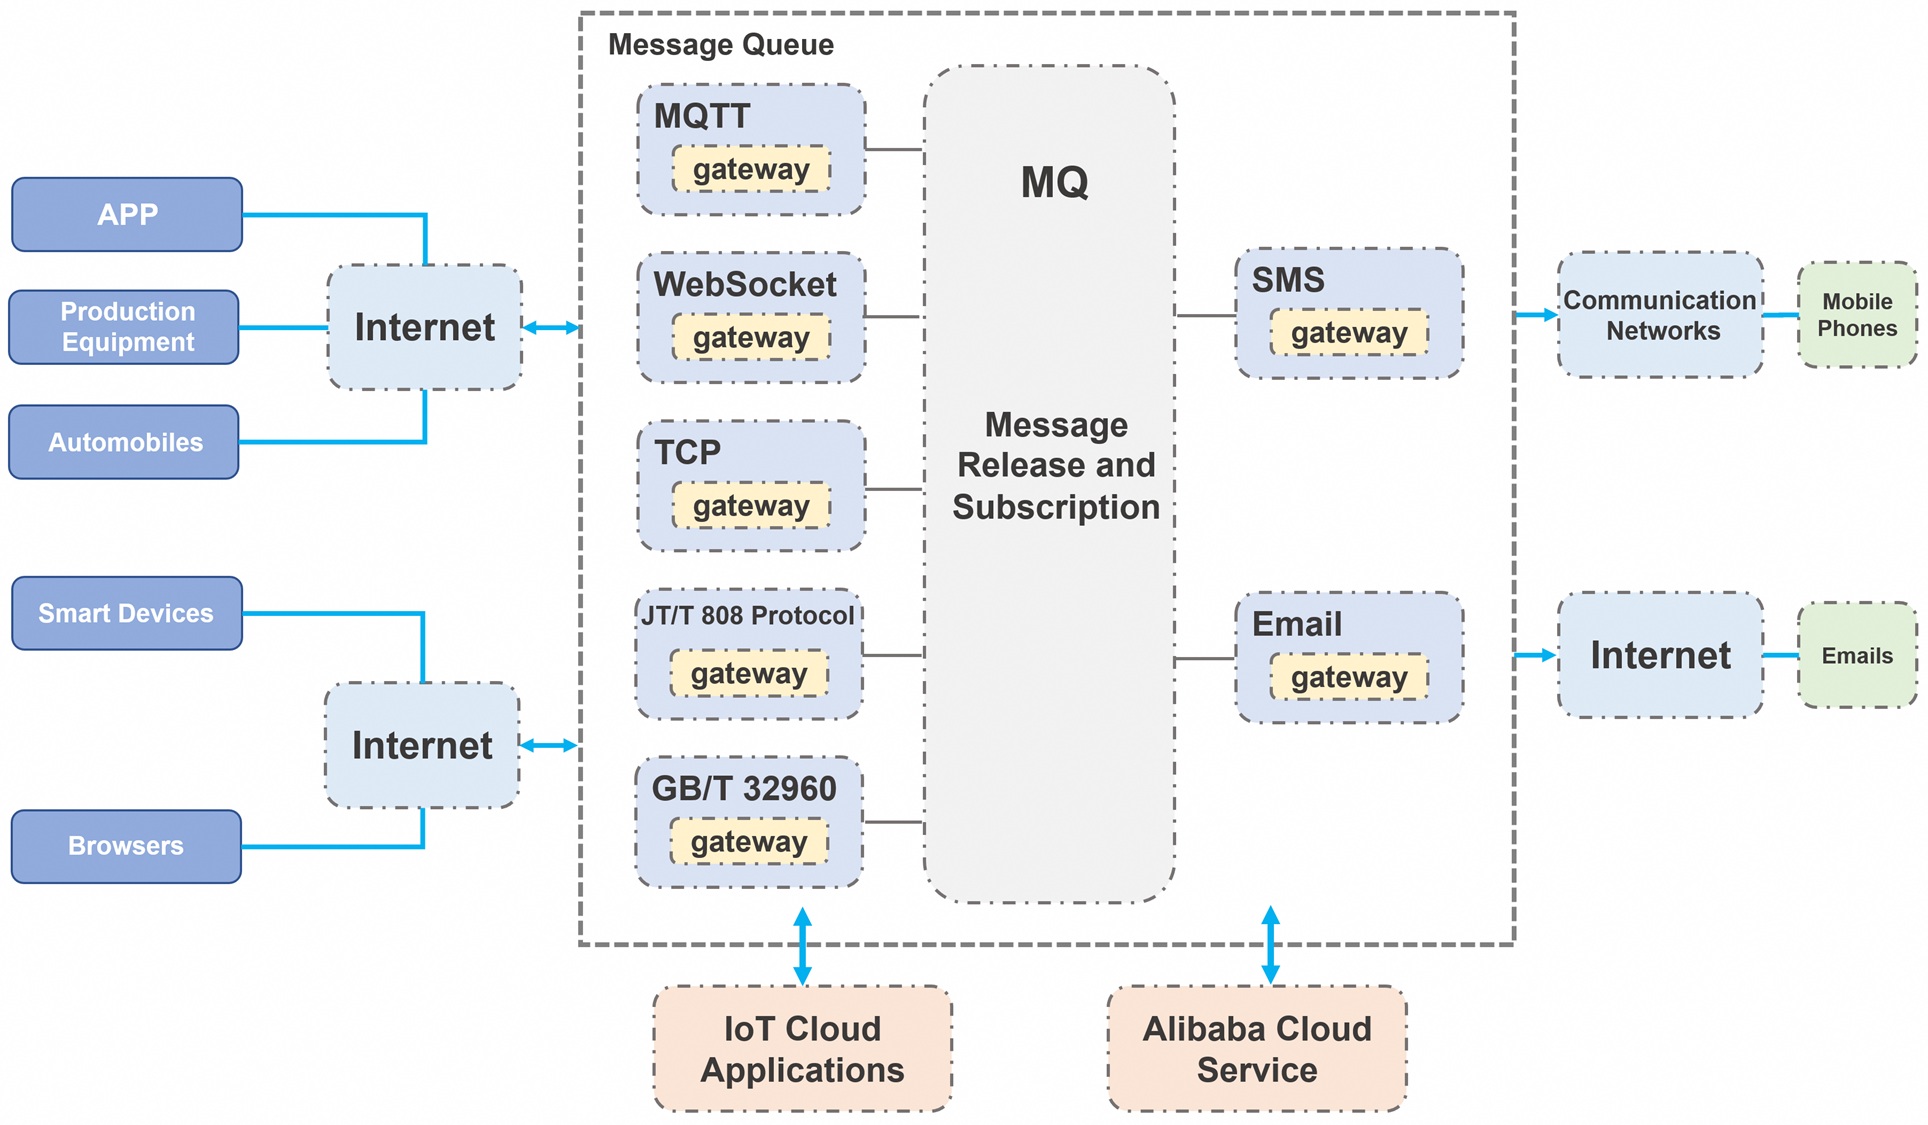 Message Queue
APP
Production
Equipment
Automobiles
Internet
Smart Devices
Browsers
Internet
MQTT
gateway
WebSocket
gateway
TCP
gateway
JT/T 808 Protocol
gateway
GB/T 32960
gateway
MQ
Message
Release and
Subscription
SMS
gateway
Email
gateway
Communication
Networks
Mobile
Phones
Internet
Emails
IoT Cloud
Applications
Alibaba Cloud
Service